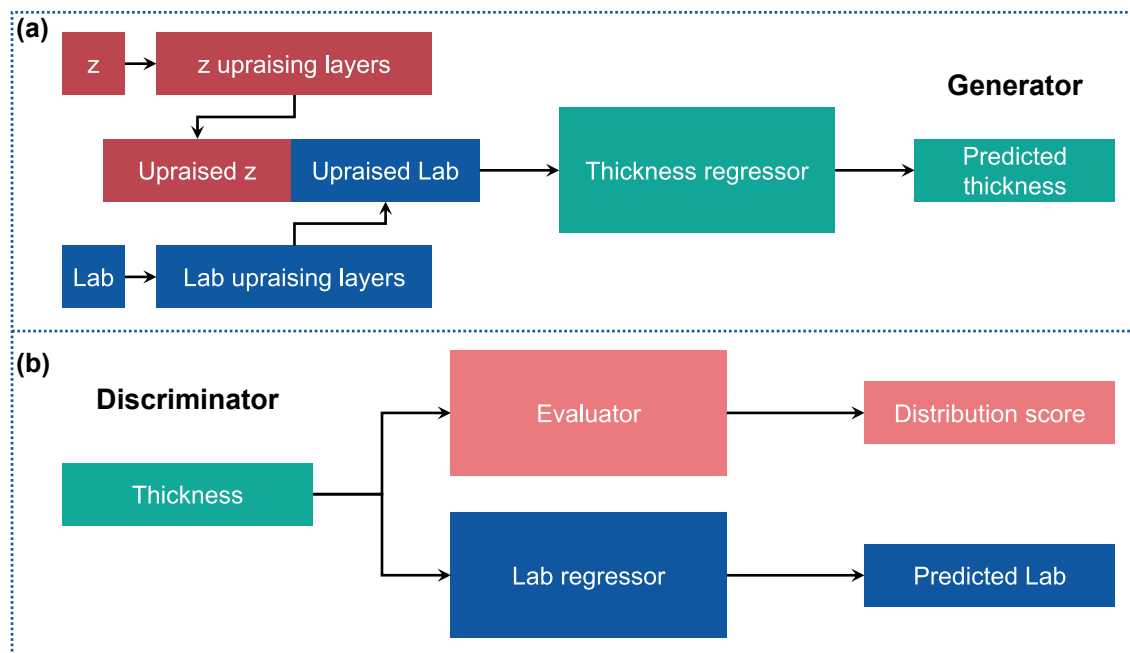 (a)
z
z upraising layers
Generator
Upraised z
Upraised Lab
Thickness regressor
Predicted
thickness
Lab
Lab upraising layers
(b)
Discriminator
Evaluator
Distribution score
Thickness
Lab regressor
Predicted Lab